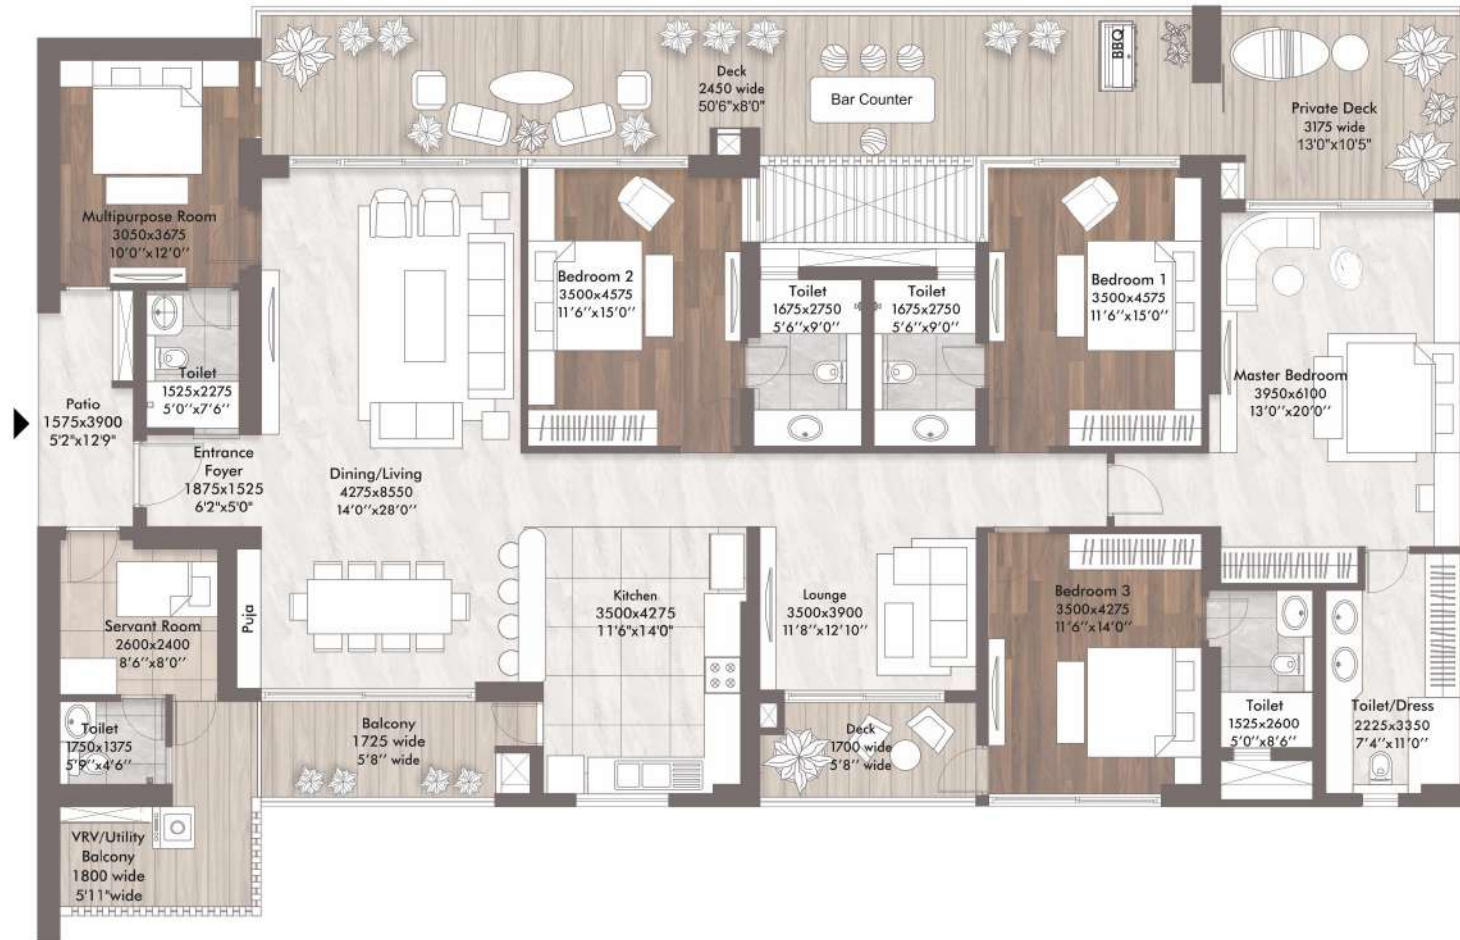 Deck
2450 wide
50'6"x8'0"
Bar Counter
BBQ
Private Deck
3175 wide
13'0"x10'5"
Multipurpose Room
3050x3675
10'0''x12'0''
Bedroom 2
3500x4575
11'6''x15'0''
Toilet
1675x2750
5'6''x9'0''
Toilet
1675x2750
5'6''x9'0''
Bedroom 1
3500x4575
11'6''x15'0''
Master Bedroom
3950x6100
13'0''x20'0''
Toilet
1525x2275
5'0''x7'6''
Patio
1575x3900
5'2"x12'9"
Entrance
Foyer
1875x1525
6'2"x5'0"
Dining/Living
4275x8550
14'0''x28'0''
Puja
Servant Room
2600x2400
8'6''x8'0''
Kitchen
3500x4275
11'6"x14'0"
Lounge
3500x3900
11'8''x12'10''
Bedroom 3
3500x4275
11'6''x14'0''
Toilet
1750x1375
5'9''x4'6''
Balcony
1725 wide
5'8'' wide
Deck
1700 wide
5'8'' wide
Toilet
1525x2600
5'0''x8'6''
Toilet/Dress
2225x3350
7'4''x11'0''
VRV/Utility
Balcony
1800 wide
5'11"wide